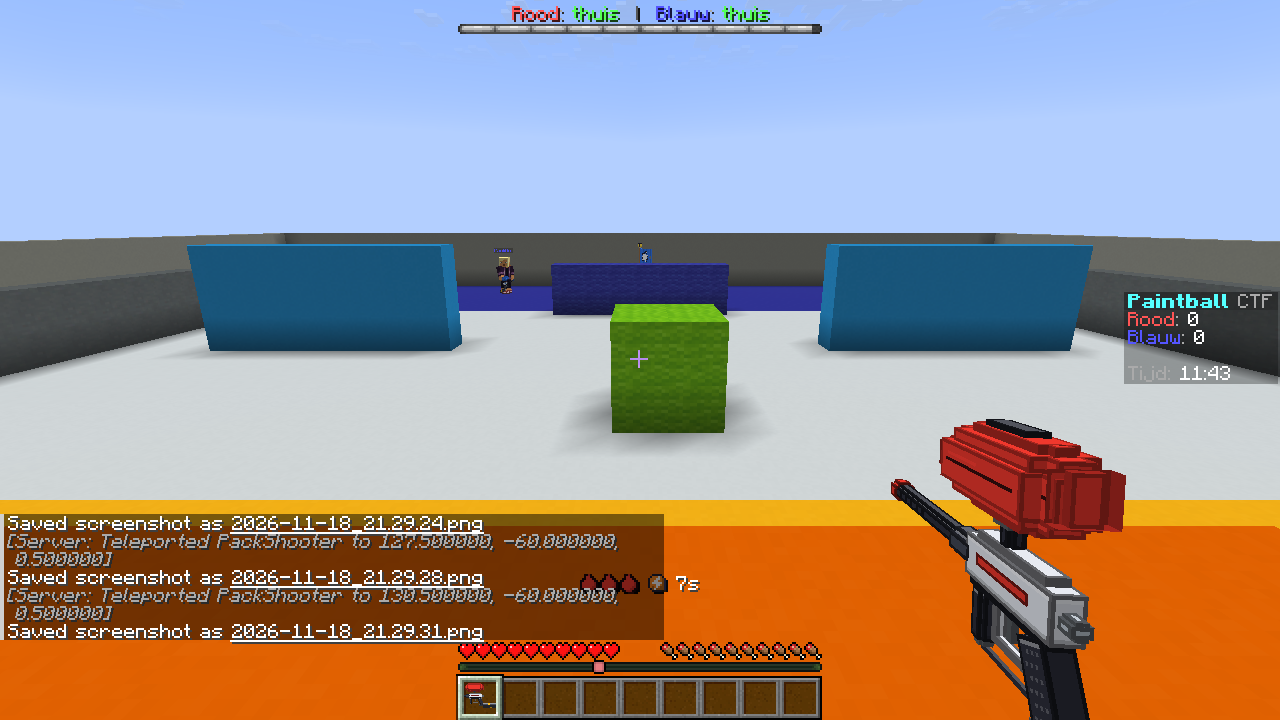 Rood: thuis | Blauw: thuis
Paintball CTF
Rood: 0
Blauw: 0
Tijd: 11:43
Saved screenshot as 2026-11-18_21.29.24.png
[Server: Teleported PackShooter to 127.500000, -60.000000,
0.500000]
Saved screenshot as 2026-11-18_21.29.28.png
[Server: Teleported PackShooter to 130.500000, -60.000000,
0.500000]
Saved screenshot as 2026-11-18_21.29.31.png
7s